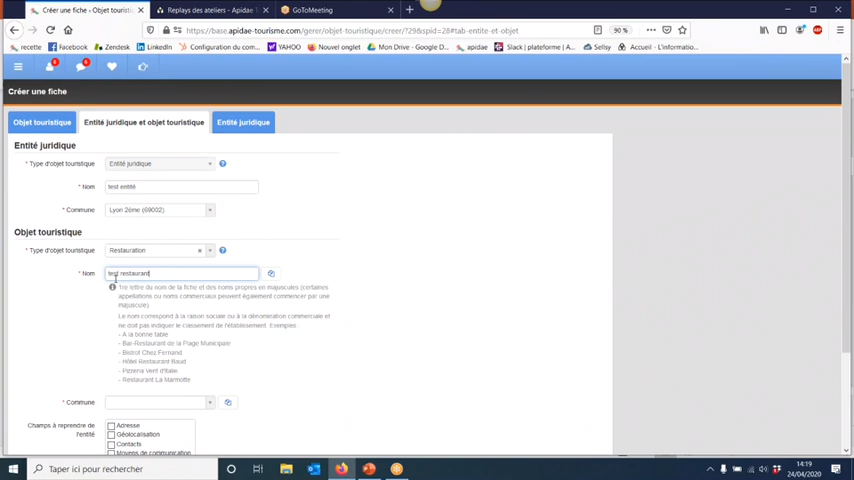 Créer une fiche • Objet touristi
Replays des ateliers - Apidae T
GoToMeeting
https://base.apidae-tourisme.com/gerer/objet-touristique/creer/?29$spid=28#tab-entite-et-objet
90 %
recette
Facebook
Zendesk
LinkedIn
Configuration du com...
YAHOO
Nouvel onglet
Mon Drive - Google D...
apidae
Slack | plateforme | A...
Sellsy
Accueil - L'informatio...
Créer une fiche
Objet touristique
Entité juridique et objet touristique
Entité juridique
Entité juridique
* Type d'objet touristique
Entité juridique
* Nom
test entité
* Commune
Lyon 2ème (69002)
Objet touristique
* Type d'objet touristique
Restauration
* Nom
test restaurant
1re lettre du nom de la fiche et des noms propres en majuscules (certaines
appellations ou noms commerciaux peuvent également commencer par une
majuscule)
Le nom correspond à la raison sociale ou à la dénomination commerciale et
ne doit pas indiquer le classement de l'établissement. Exemples :
- A la bonne table
- Bar-Restaurant de la Plage Municipale
- Bistrot Chez Fernand
- Hôtel Restaurant Baud
- Pizzeria Vent d'Italie
- Restaurant La Marmotte
* Commune
Champs à reprendre de
l'entité
Adresse
Géolocalisation
Contacts
Moyens de communication
Taper ici pour rechercher
14:19
24/04/2020